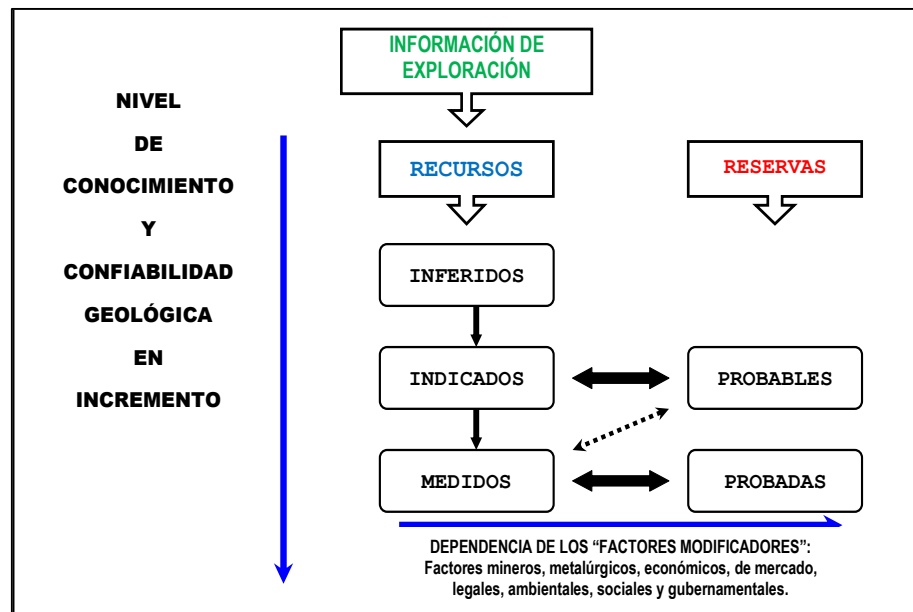 INFORMACIÓN DE
EXPLORACIÓN
NIVEL
DE
CONOCIMIENTO
Y
CONFIABILIDAD
GEOLÓGICA
EN
INCREMENTO
RECURSOS
RESERVAS
INFERIDOS
INDICADOS
PROBABLES
MEDIDOS
PROBADAS
DEPENDENCIA DE LOS “FACTORES MODIFICADORES”:
Factores mineros, metalúrgicos, económicos, de mercado,
legales, ambientales, sociales y gubernamentales.